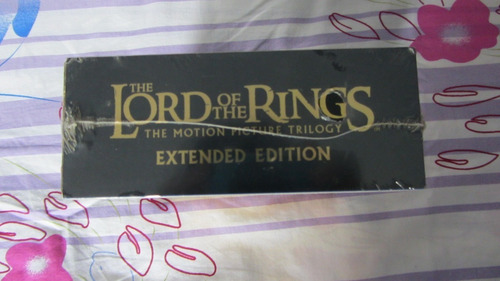 THE LORD OF THE RINGS
THE MOTION PICTURE TRILOGY
EXTENDED EDITION